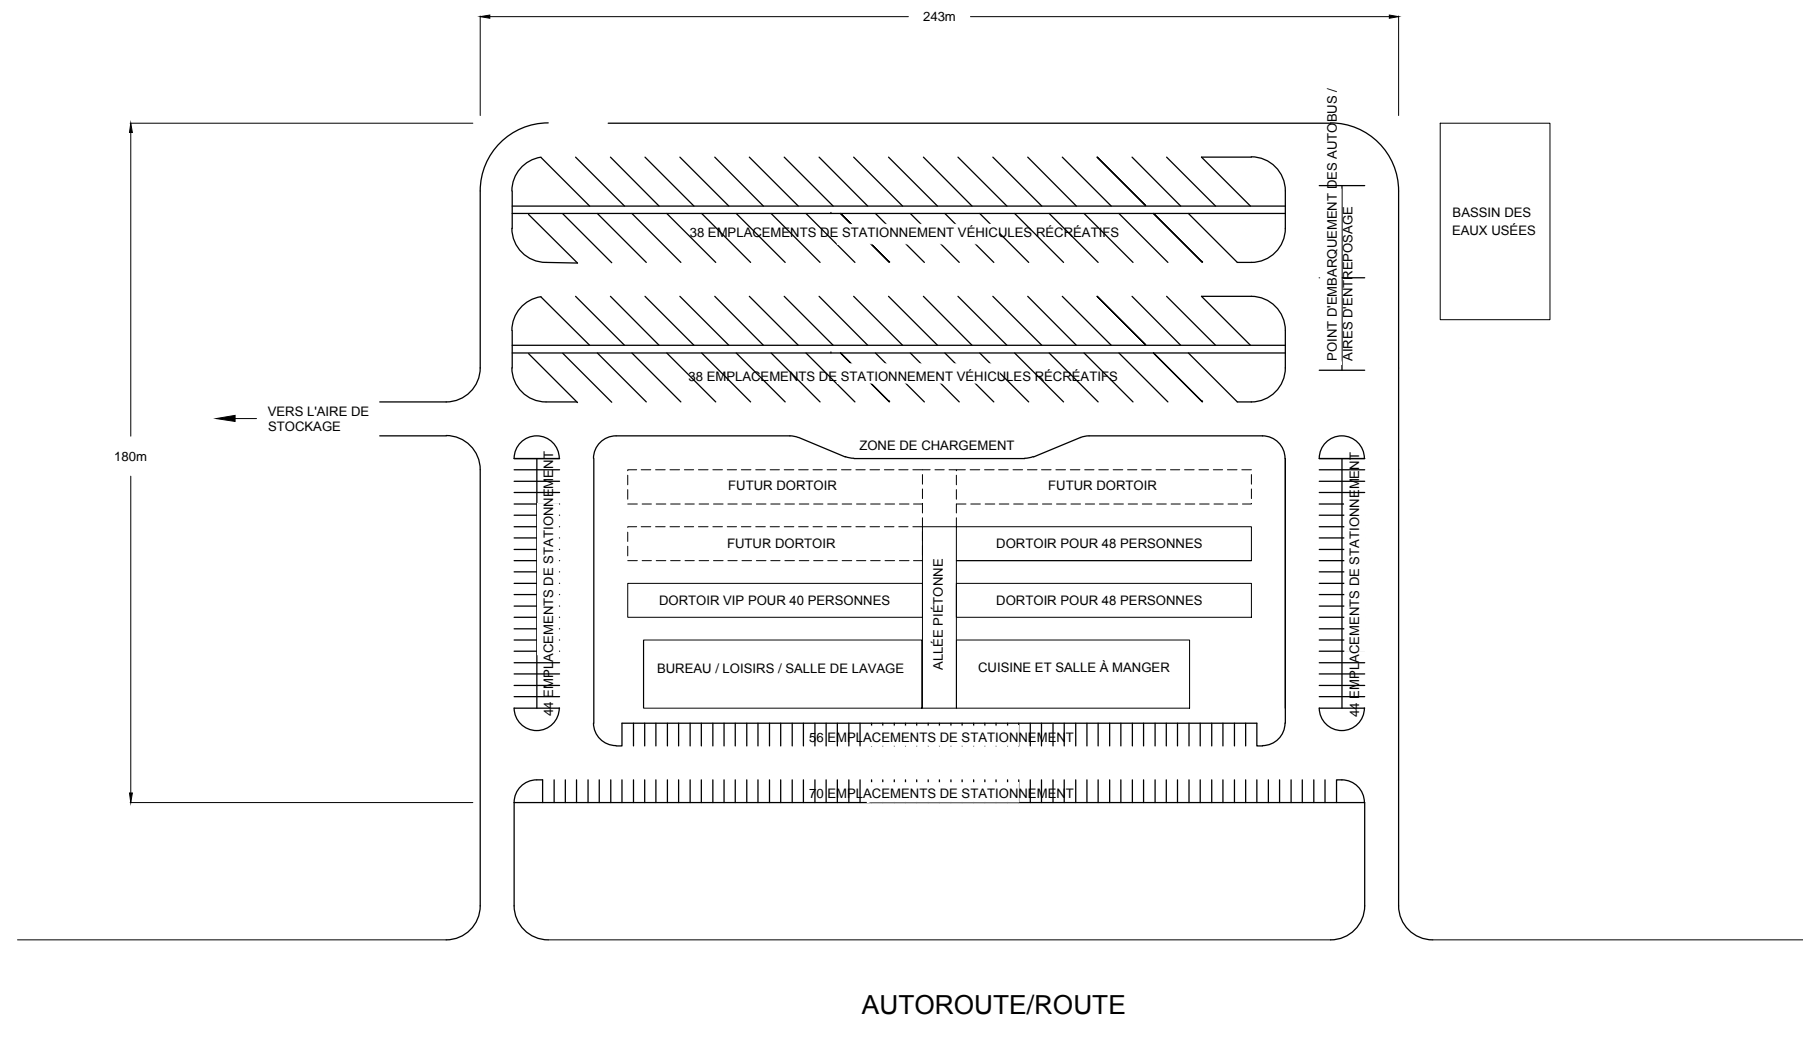 243m
POINT D'EMBARQUEMENT DES AUTOBUS /
AIRES D'ENTREPOSAGE
BASSIN DES
EAUX USÉES
38 EMPLACEMENTS DE STATIONNEMENT VÉHICULES RÉCRÉATIFS
38 EMPLACEMENTS DE STATIONNEMENT VÉHICULES RÉCRÉATIFS
VERS L'AIRE DE
STOCKAGE
180m
ZONE DE CHARGEMENT
44 EMPLACEMENTS DE STATIONNEMENT
FUTUR DORTOIR
FUTUR DORTOIR
FUTUR DORTOIR
DORTOIR POUR 48 PERSONNES
DORTOIR VIP POUR 40 PERSONNES
DORTOIR POUR 48 PERSONNES
ALLÉE PIÉTONNE
BUREAU / LOISIRS / SALLE DE LAVAGE
CUISINE ET SALLE À MANGER
44 EMPLACEMENTS DE STATIONNEMENT
56 EMPLACEMENTS DE STATIONNEMENT
70 EMPLACEMENTS DE STATIONNEMENT
AUTOROUTE/ROUTE